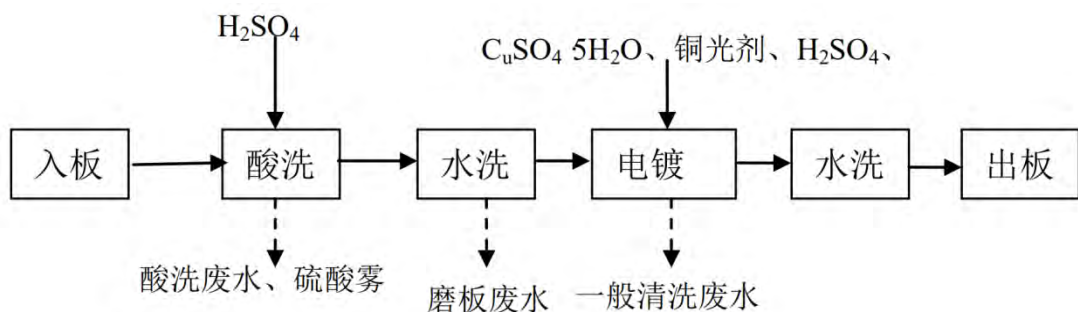 H₂SO₄
CuSO₄ 5H₂O、铜光剂、H₂SO₄、
入板
酸洗
水洗
电镀
水洗
出板
酸洗废水、硫酸雾
磨板废水
一般清洗废水